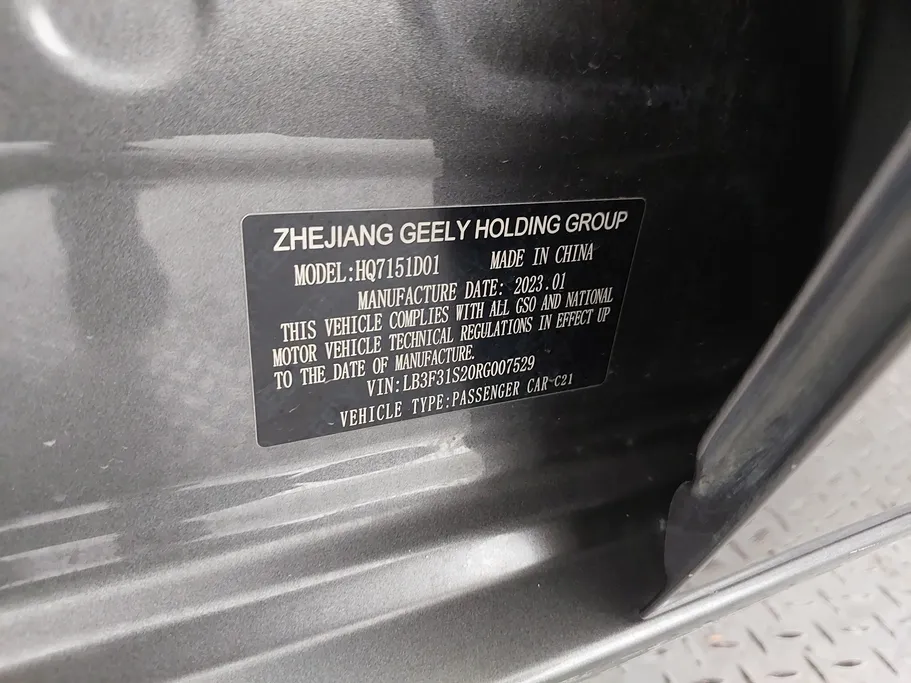 ZHEJIANG GEELY HOLDING GROUP
MODEL:HQ7151D01 MADE IN CHINA
MANUFACTURE DATE: 2023.01
THIS VEHICLE COMPLIES WITH ALL GSO AND NATIONAL
MOTOR VEHICLE TECHNICAL REGULATIONS IN EFFECT UP
TO THE DATE OF MANUFACTURE.
VIN:LB3F31S20RG007529
VEHICLE TYPE:PASSENGER CAR-C21